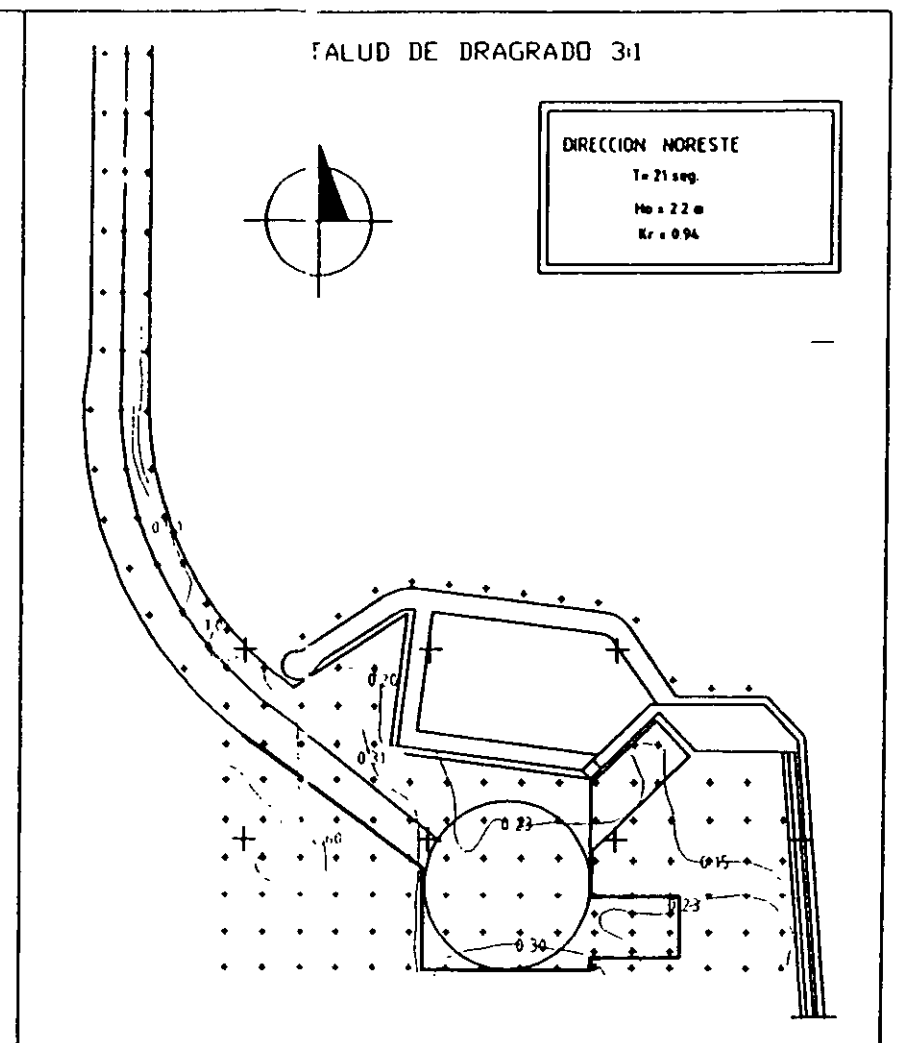 TALUD DE DRAGRADO 3:1
DIRECCION NORESTE
T= 21 seg.
Ho = 2.2 m
Kr = 0.94
0.20
0.31
0.23
0.15
0.23
0.30